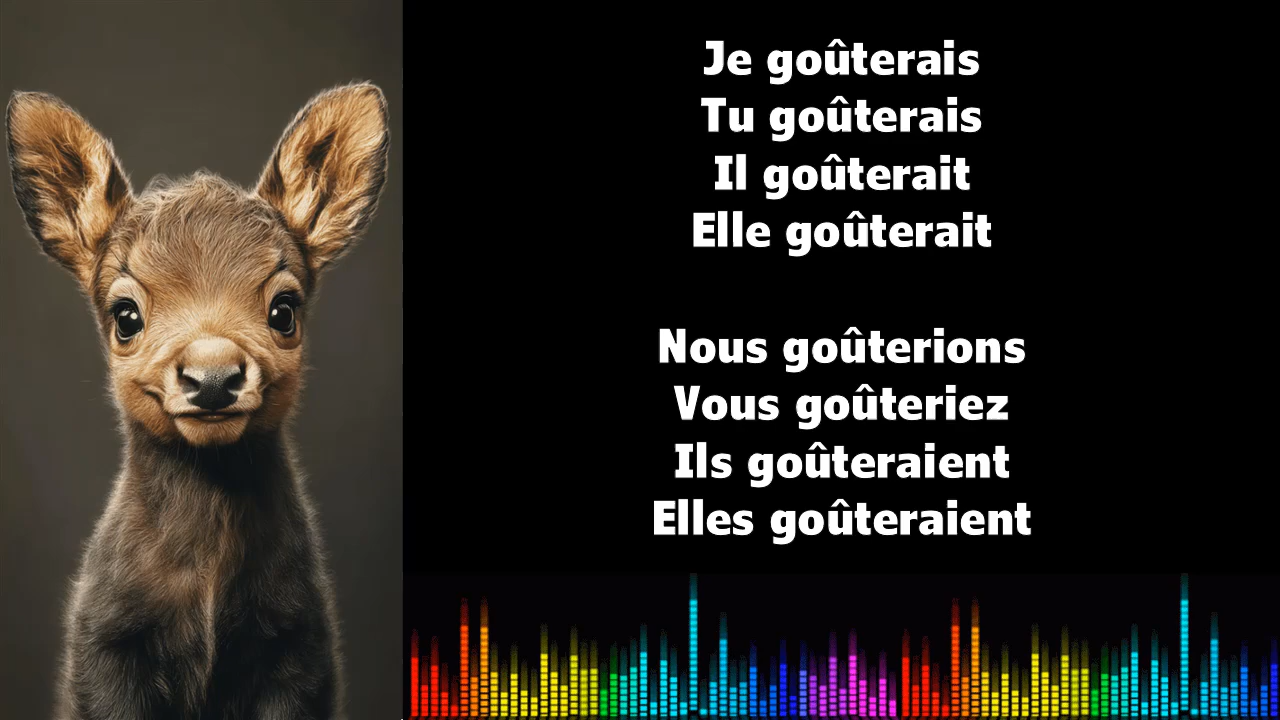 Je goûterais
Tu goûterais
Il goûterait
Elle goûterait
Nous goûterions
Vous goûteriez
Ils goûteraient
Elles goûteraient